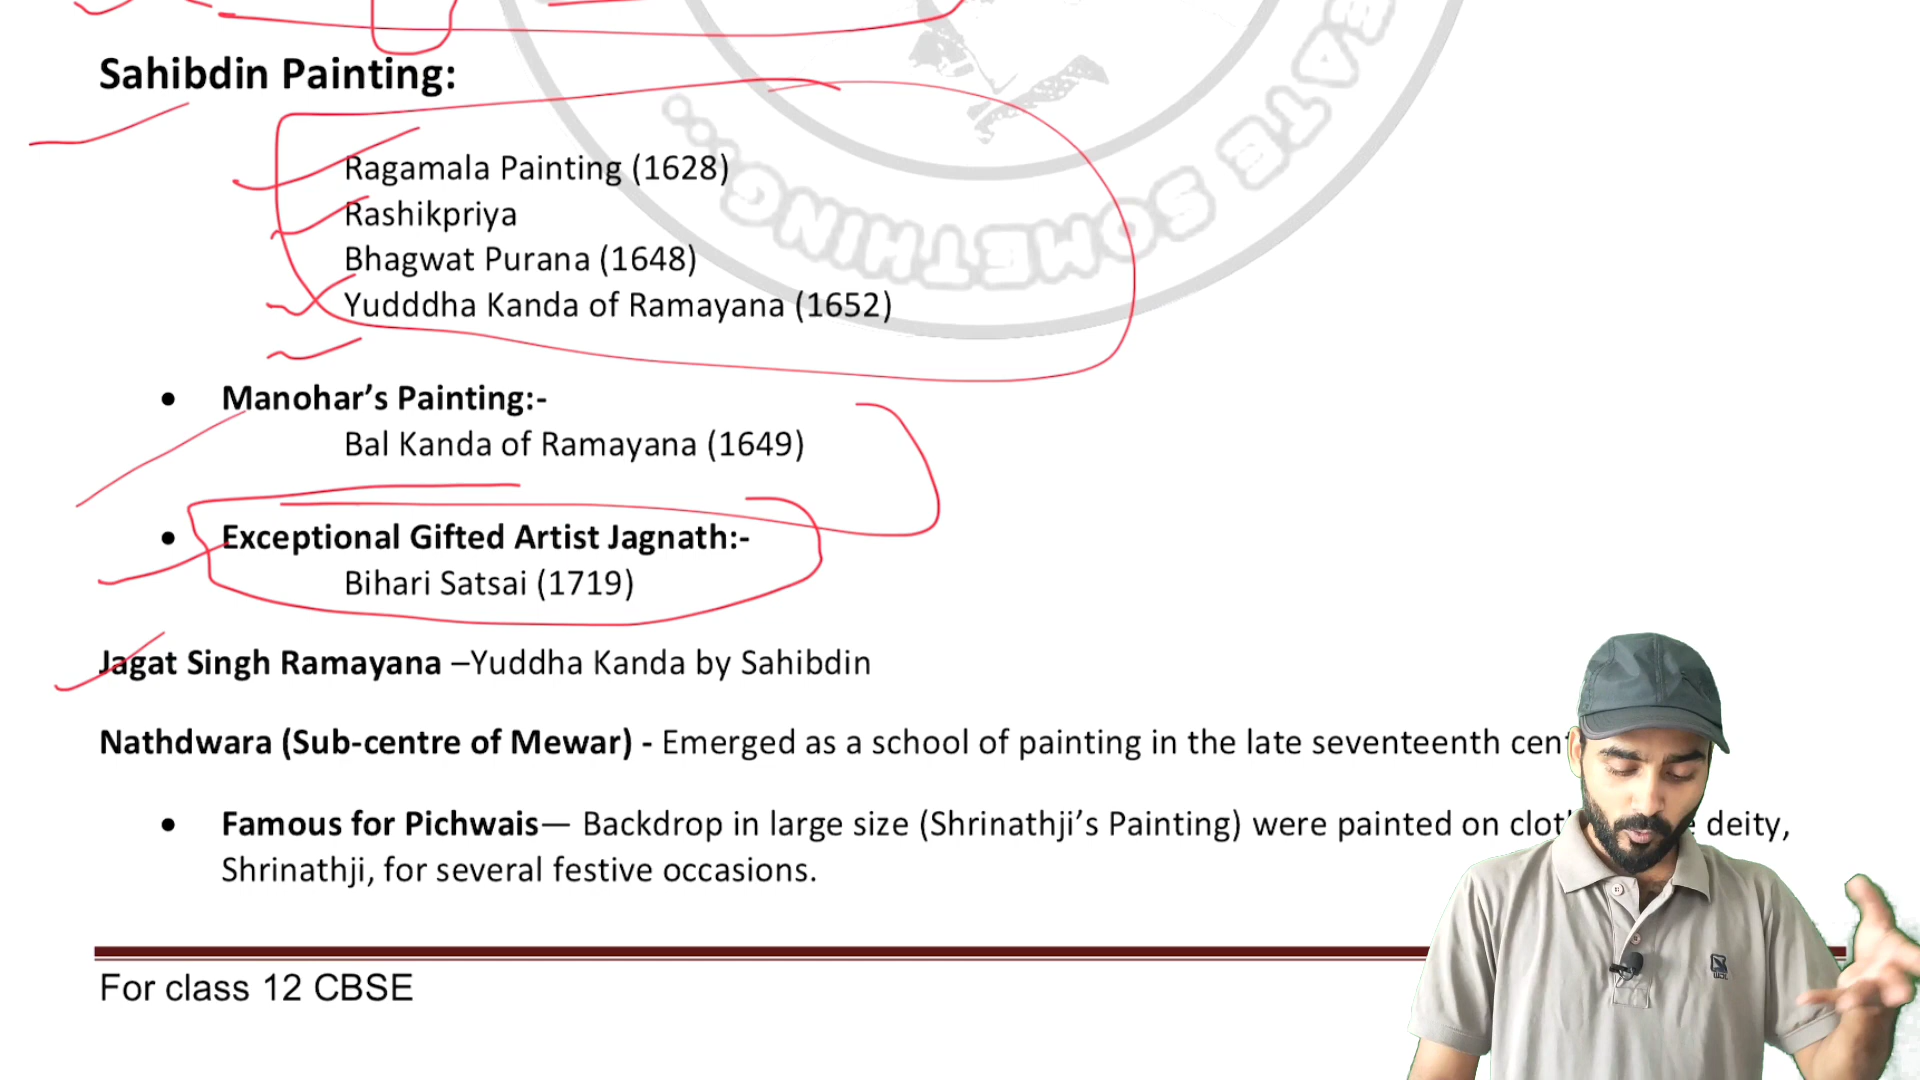 Sahibdin Painting:
Ragamala Painting (1628)
Rashikpriya
Bhagwat Purana (1648)
Yudddha Kanda of Ramayana (1652)
SOMETHING...
• Manohar's Painting:-
Bal Kanda of Ramayana (1649)
• Exceptional Gifted Artist Jagnath:-
Bihari Satsai (1719)
Jagat Singh Ramayana –Yuddha Kanda by Sahibdin
Nathdwara (Sub-centre of Mewar) - Emerged as a school of painting in the late seventeenth
• Famous for Pichwais— Backdrop in large size (Shrinathji's Painting) were painted on deity,
Shrinathji, for several festive occasions.
For class 12 CBSE